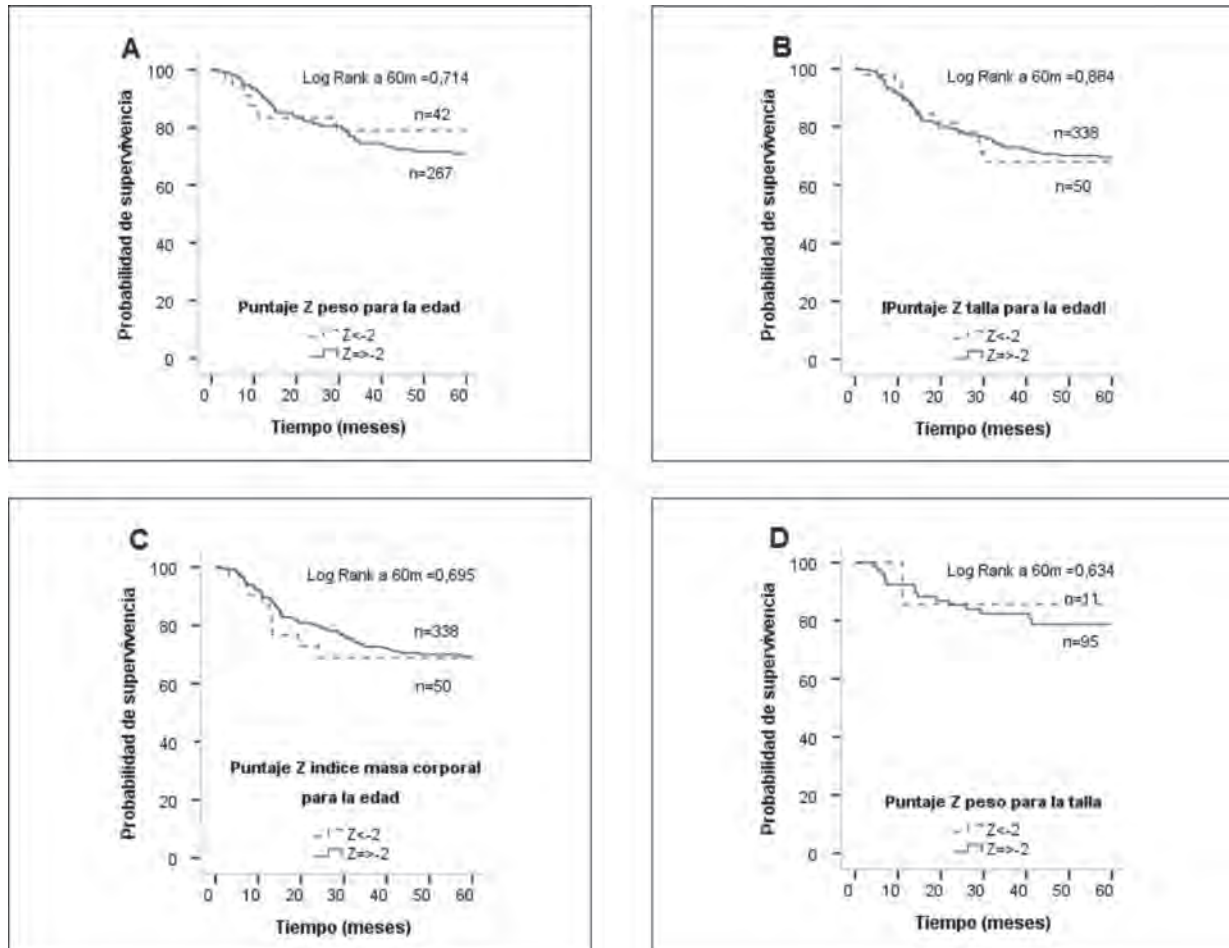 A
Log Rank a 60m =0,714
n=42
n=267
Probabilidad de supervivencia
100
80
60
40
20
0
Puntaje Z peso para la edad
Z<-2
Z=>-2
0 10 20 30 40 50 60
Tiempo (meses)
B
Log Rank a 60m =0,884
n=338
n=50
Probabilidad de supervivencia
100
80
60
40
20
0
|Puntaje Z talla para la edad|
Z<-2
Z=>-2
0 10 20 30 40 50 60
Tiempo (meses)
C
Log Rank a 60m =0,695
n=338
n=50
Probabilidad de supervivencia
100
80
60
40
20
0
Puntaje Z indice masa corporal
para la edad
Z<-2
Z=>-2
0 10 20 30 40 50 60
Tiempo (meses)
D
Log Rank a 60m =0,634
n=11
n=95
Probabilidad de supervivencia
100
80
60
40
20
0
Puntaje Z peso para la talla
Z<-2
Z=>-2
0 10 20 30 40 50 60
Tiempo (meses)